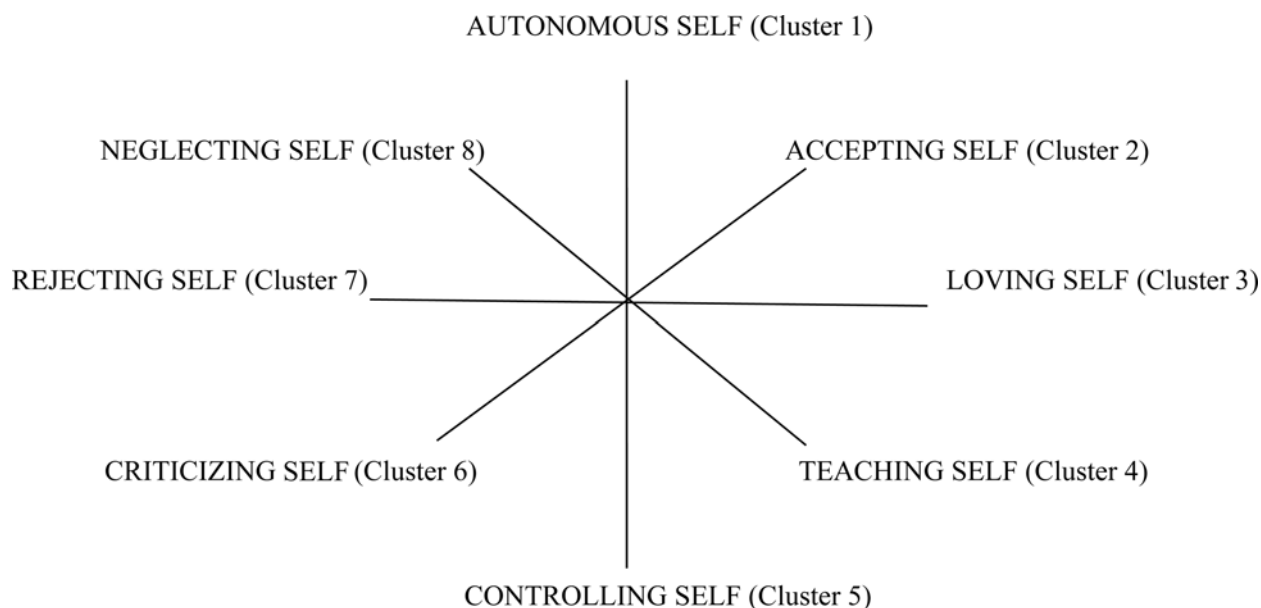 AUTONOMOUS SELF (Cluster 1)
NEGLECTING SELF (Cluster 8)
ACCEPTING SELF (Cluster 2)
REJECTING SELF (Cluster 7)
LOVING SELF (Cluster 3)
CRITICIZING SELF (Cluster 6)
TEACHING SELF (Cluster 4)
CONTROLLING SELF (Cluster 5)